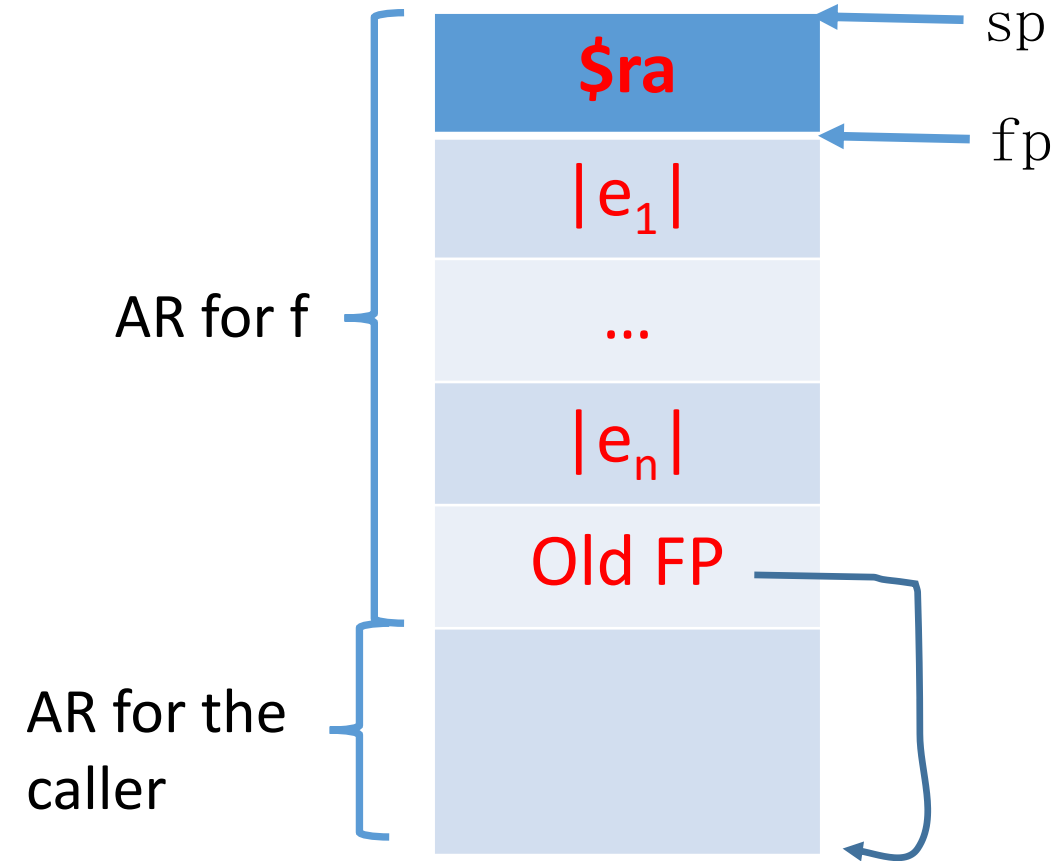 $ra
sp
fp
|e₁|
AR for f
...
|eₙ|
Old FP
AR for the
caller